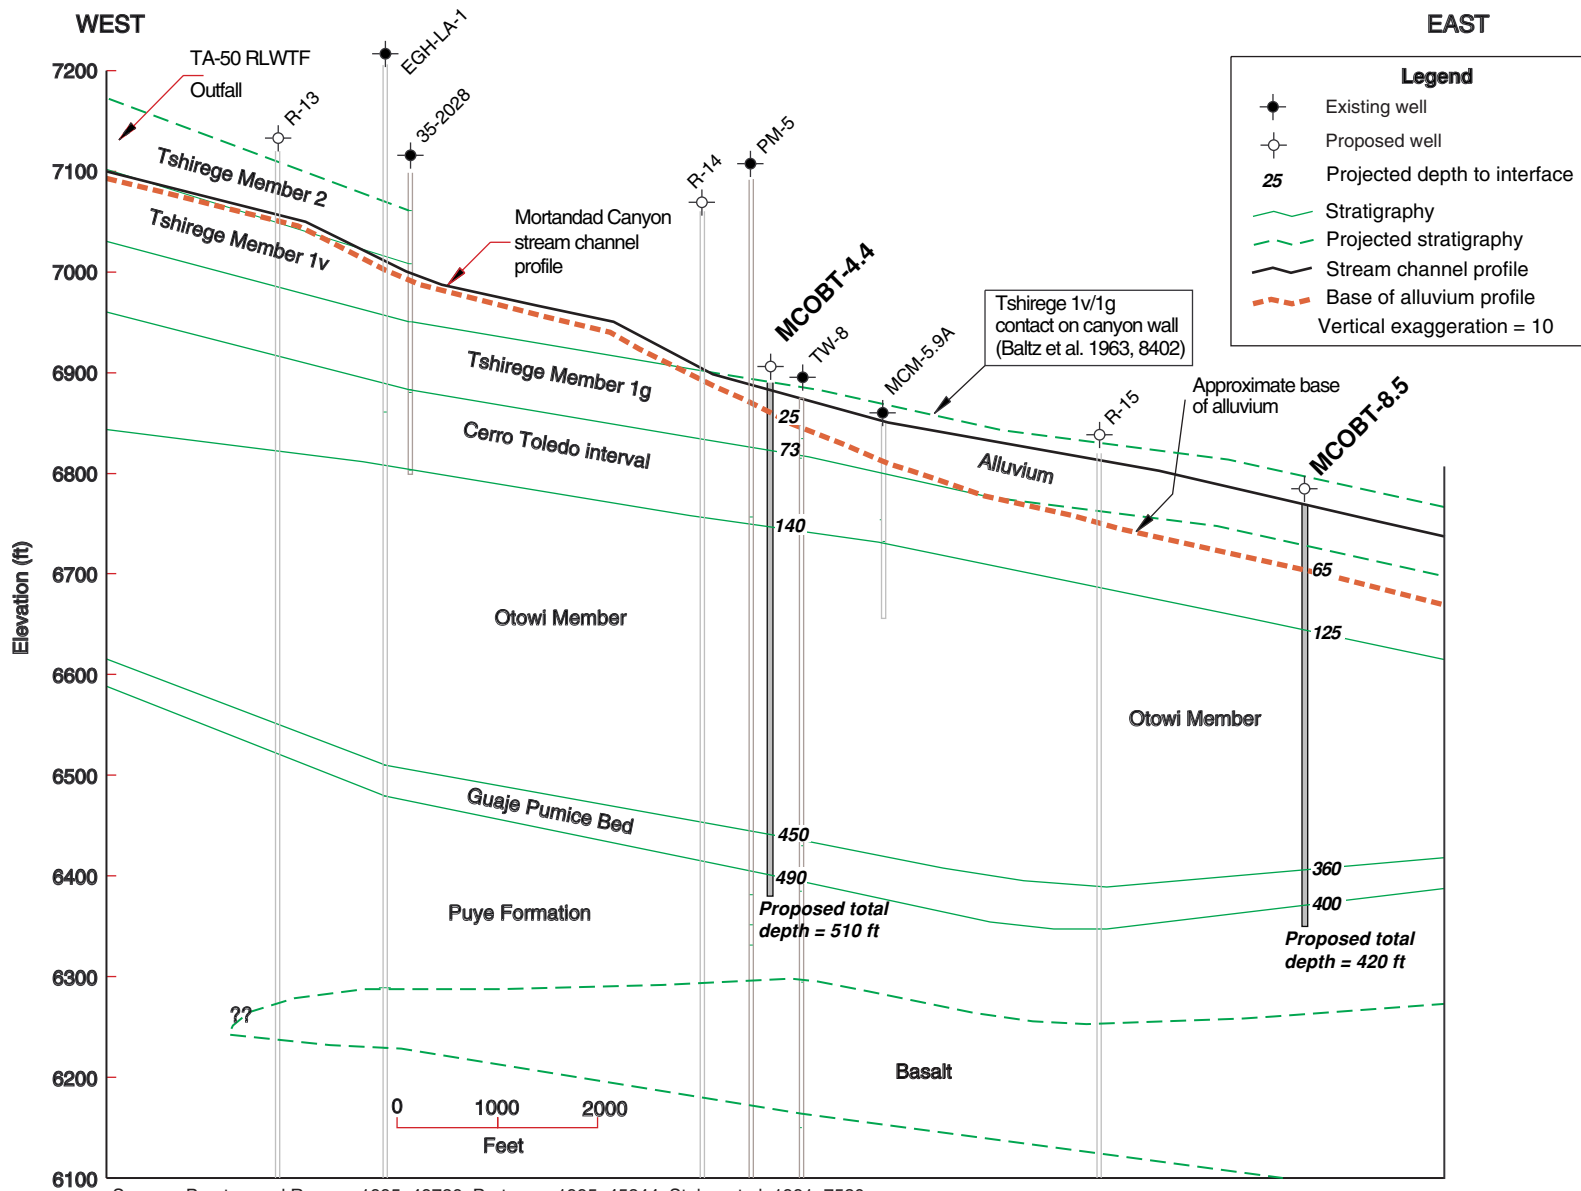 WEST
EAST
TA-50 RLWTF
Outfall
R-13
EGH-LA-1
35-2028
R-14
PM-5
MCOBT-4.4
TW-8
MCM-5.9A
R-15
MCOBT-8.5
Legend
Existing well
Proposed well
25 Projected depth to interface
Stratigraphy
Projected stratigraphy
Stream channel profile
Base of alluvium profile
Vertical exaggeration = 10
Elevation (ft)
7200
7100
7000
6900
6800
6700
6600
6500
6400
6300
6200
6100
Tshirege Member 2
Tshirege Member 1v
Mortandad Canyon
stream channel
profile
Tshirege 1v/1g
contact on canyon wall
(Baltz et al. 1963, 8402)
Approximate base
of alluvium
Tshirege Member 1g
Cerro Toledo interval
Alluvium
25
73
140
65
125
Otowi Member
Otowi Member
Guaje Pumice Bed
450
490
360
400
Puye Formation
Proposed total
depth = 510 ft
Proposed total
depth = 420 ft
??
Basalt
0 1000 2000
Feet